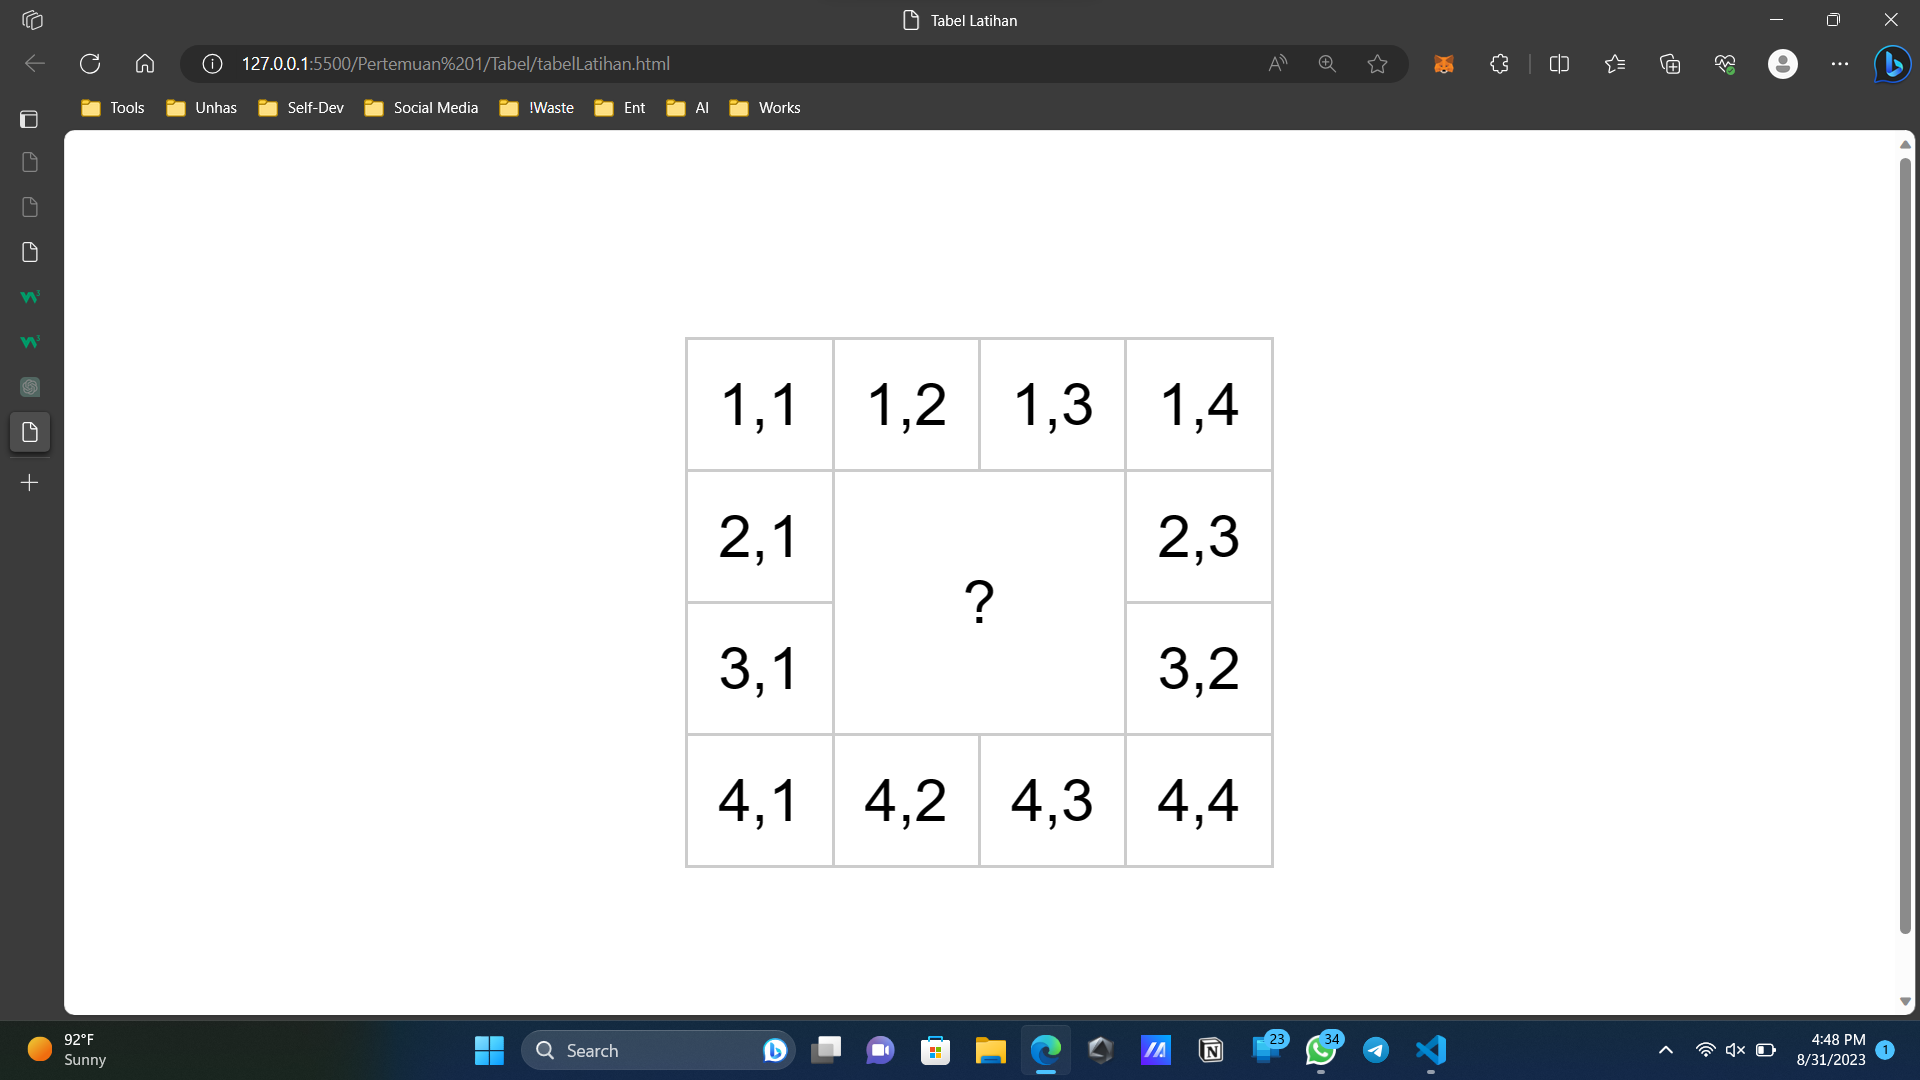 Tabel Latihan
127.0.0.1:5500/Pertemuan%201/Tabel/tabelLatihan.html
Tools Unhas Self-Dev Social Media !Waste Ent AI Works
1,1 1,2 1,3 1,4
2,1 2,3
?
3,1 3,2
4,1 4,2 4,3 4,4
92°F
Sunny
Search
23
34
4:48 PM
8/31/2023
1